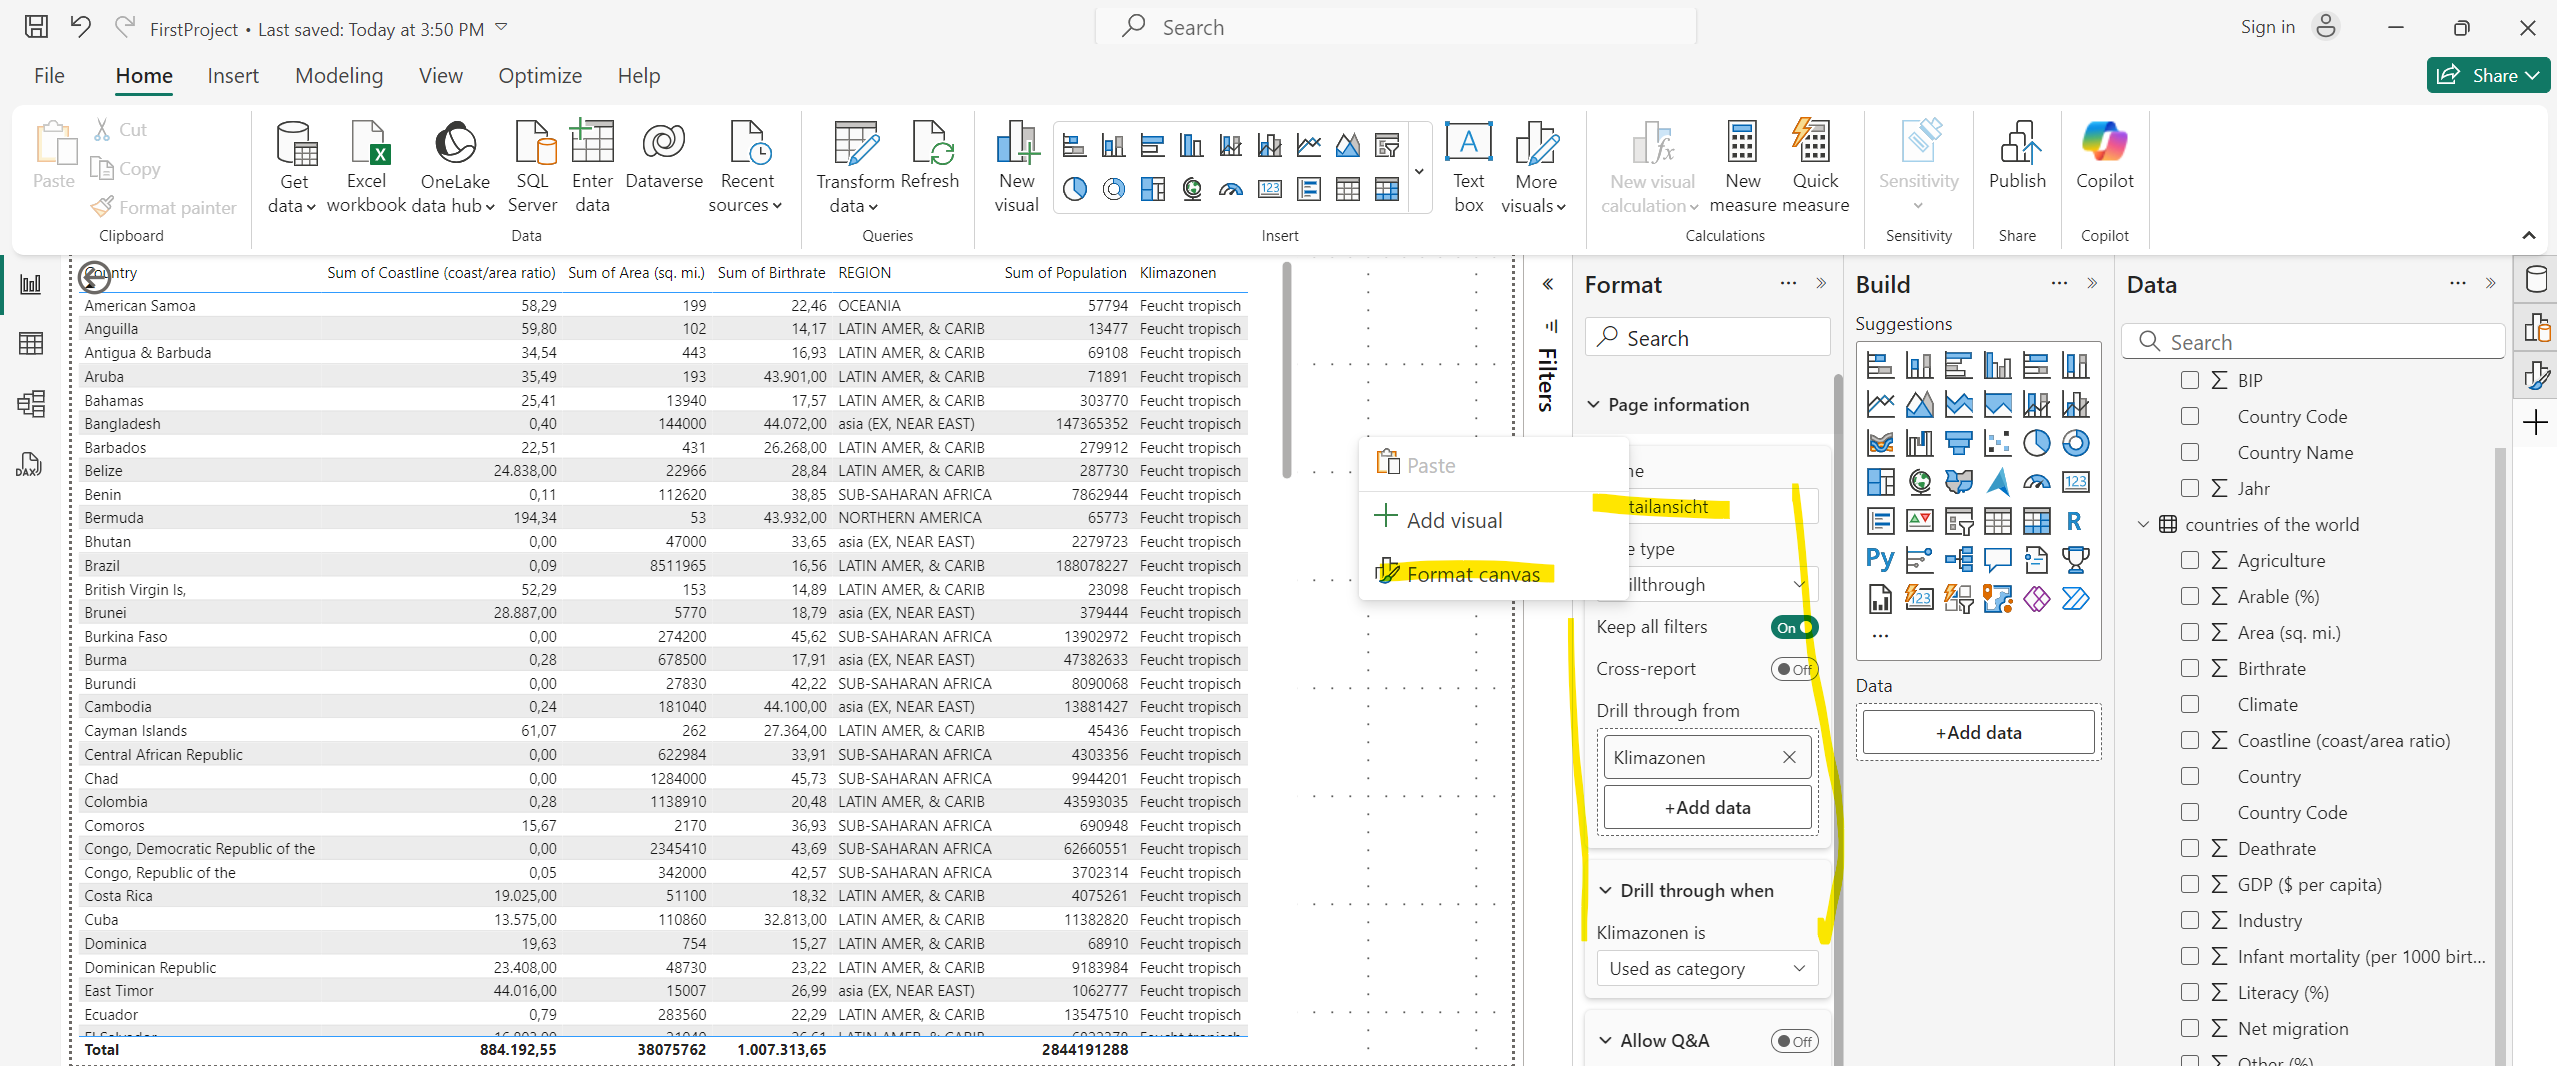 FirstProject • Last saved: Today at 3:50 PM
Search
Sign in
File Home Insert Modeling View Optimize Help
Share
Paste
Cut
Copy
Format painter
Clipboard
Get data
Excel workbook
OneLake data hub
SQL Server
Enter data
Dataverse
Recent sources
Data
Transform data
Refresh
Queries
New visual
Text box
More visuals
Insert
New visual calculation
New measure
Quick measure
Calculations
Sensitivity
Sensitivity
Publish
Share
Copilot
Copilot
Country Sum of Coastline (coast/area ratio) Sum of Area (sq. mi.) Sum of Birthrate REGION Sum of Population Klimazonen
American Samoa 58,29 199 22,46 OCEANIA 57794 Feucht tropisch
Anguilla 59,80 102 14,17 LATIN AMER, & CARIB 13477 Feucht tropisch
Antigua & Barbuda 34,54 443 16,93 LATIN AMER, & CARIB 69108 Feucht tropisch
Aruba 35,49 193 43.901,00 LATIN AMER, & CARIB 71891 Feucht tropisch
Bahamas 25,41 13940 17,57 LATIN AMER, & CARIB 303770 Feucht tropisch
Bangladesh 0,40 144000 44.072,00 asia (EX, NEAR EAST) 147365352 Feucht tropisch
Barbados 22,51 431 26.268,00 LATIN AMER, & CARIB 279912 Feucht tropisch
Belize 24.838,00 22966 28,84 LATIN AMER, & CARIB 287730 Feucht tropisch
Benin 0,11 112620 38,85 SUB-SAHARAN AFRICA 7862944 Feucht tropisch
Bermuda 194,34 53 43.932,00 NORTHERN AMERICA 65773 Feucht tropisch
Bhutan 0,00 47000 33,65 asia (EX, NEAR EAST) 2279723 Feucht tropisch
Brazil 0,09 8511965 16,56 LATIN AMER, & CARIB 188078227 Feucht tropisch
British Virgin Is, 52,29 153 14,89 LATIN AMER, & CARIB 23098 Feucht tropisch
Brunei 28.887,00 5770 18,79 asia (EX, NEAR EAST) 379444 Feucht tropisch
Burkina Faso 0,00 274200 45,62 SUB-SAHARAN AFRICA 13902972 Feucht tropisch
Burma 0,28 678500 17,91 asia (EX, NEAR EAST) 47382633 Feucht tropisch
Burundi 0,00 27830 42,22 SUB-SAHARAN AFRICA 8090068 Feucht tropisch
Cambodia 0,24 181040 44.100,00 asia (EX, NEAR EAST) 13881427 Feucht tropisch
Cayman Islands 61,07 262 27.364,00 LATIN AMER, & CARIB 45436 Feucht tropisch
Central African Republic 0,00 622984 33,91 SUB-SAHARAN AFRICA 4303356 Feucht tropisch
Chad 0,00 1284000 45,73 SUB-SAHARAN AFRICA 9944201 Feucht tropisch
Colombia 0,28 1138910 20,48 LATIN AMER, & CARIB 43593035 Feucht tropisch
Comoros 15,67 2170 36,93 SUB-SAHARAN AFRICA 690948 Feucht tropisch
Congo, Democratic Republic of the 0,00 2345410 43,69 SUB-SAHARAN AFRICA 62660551 Feucht tropisch
Congo, Republic of the 0,05 342000 42,57 SUB-SAHARAN AFRICA 3702314 Feucht tropisch
Costa Rica 19.025,00 51100 18,32 LATIN AMER, & CARIB 4075261 Feucht tropisch
Cuba 13.575,00 110860 32.813,00 LATIN AMER, & CARIB 11382820 Feucht tropisch
Dominica 19,63 754 15,27 LATIN AMER, & CARIB 68910 Feucht tropisch
Dominican Republic 23.408,00 48730 23,22 LATIN AMER, & CARIB 9183984 Feucht tropisch
East Timor 44.016,00 15007 26,99 asia (EX, NEAR EAST) 1062777 Feucht tropisch
Ecuador 0,79 283560 22,29 LATIN AMER, & CARIB 13547510 Feucht tropisch
Total 884.192,55 38075762 1.007.313,65 2844191288
Paste
Add visual
Format canvas
Filters
Format
Search
Page information
me
tailansicht
e type
illthrough
Keep all filters On
Cross-report Off
Drill through from
Klimazonen
+Add data
Drill through when
Klimazonen is
Used as category
Allow Q&A Off
Build
Suggestions
R
Py
...
Data
+Add data
Data
Search
BIP
Country Code
Country Name
Jahr
countries of the world
Agriculture
Arable (%)
Area (sq. mi.)
Birthrate
Climate
Coastline (coast/area ratio)
Country
Country Code
Deathrate
GDP ($ per capita)
Industry
Infant mortality (per 1000 birt...
Literacy (%)
Net migration
Other (%)
DAX